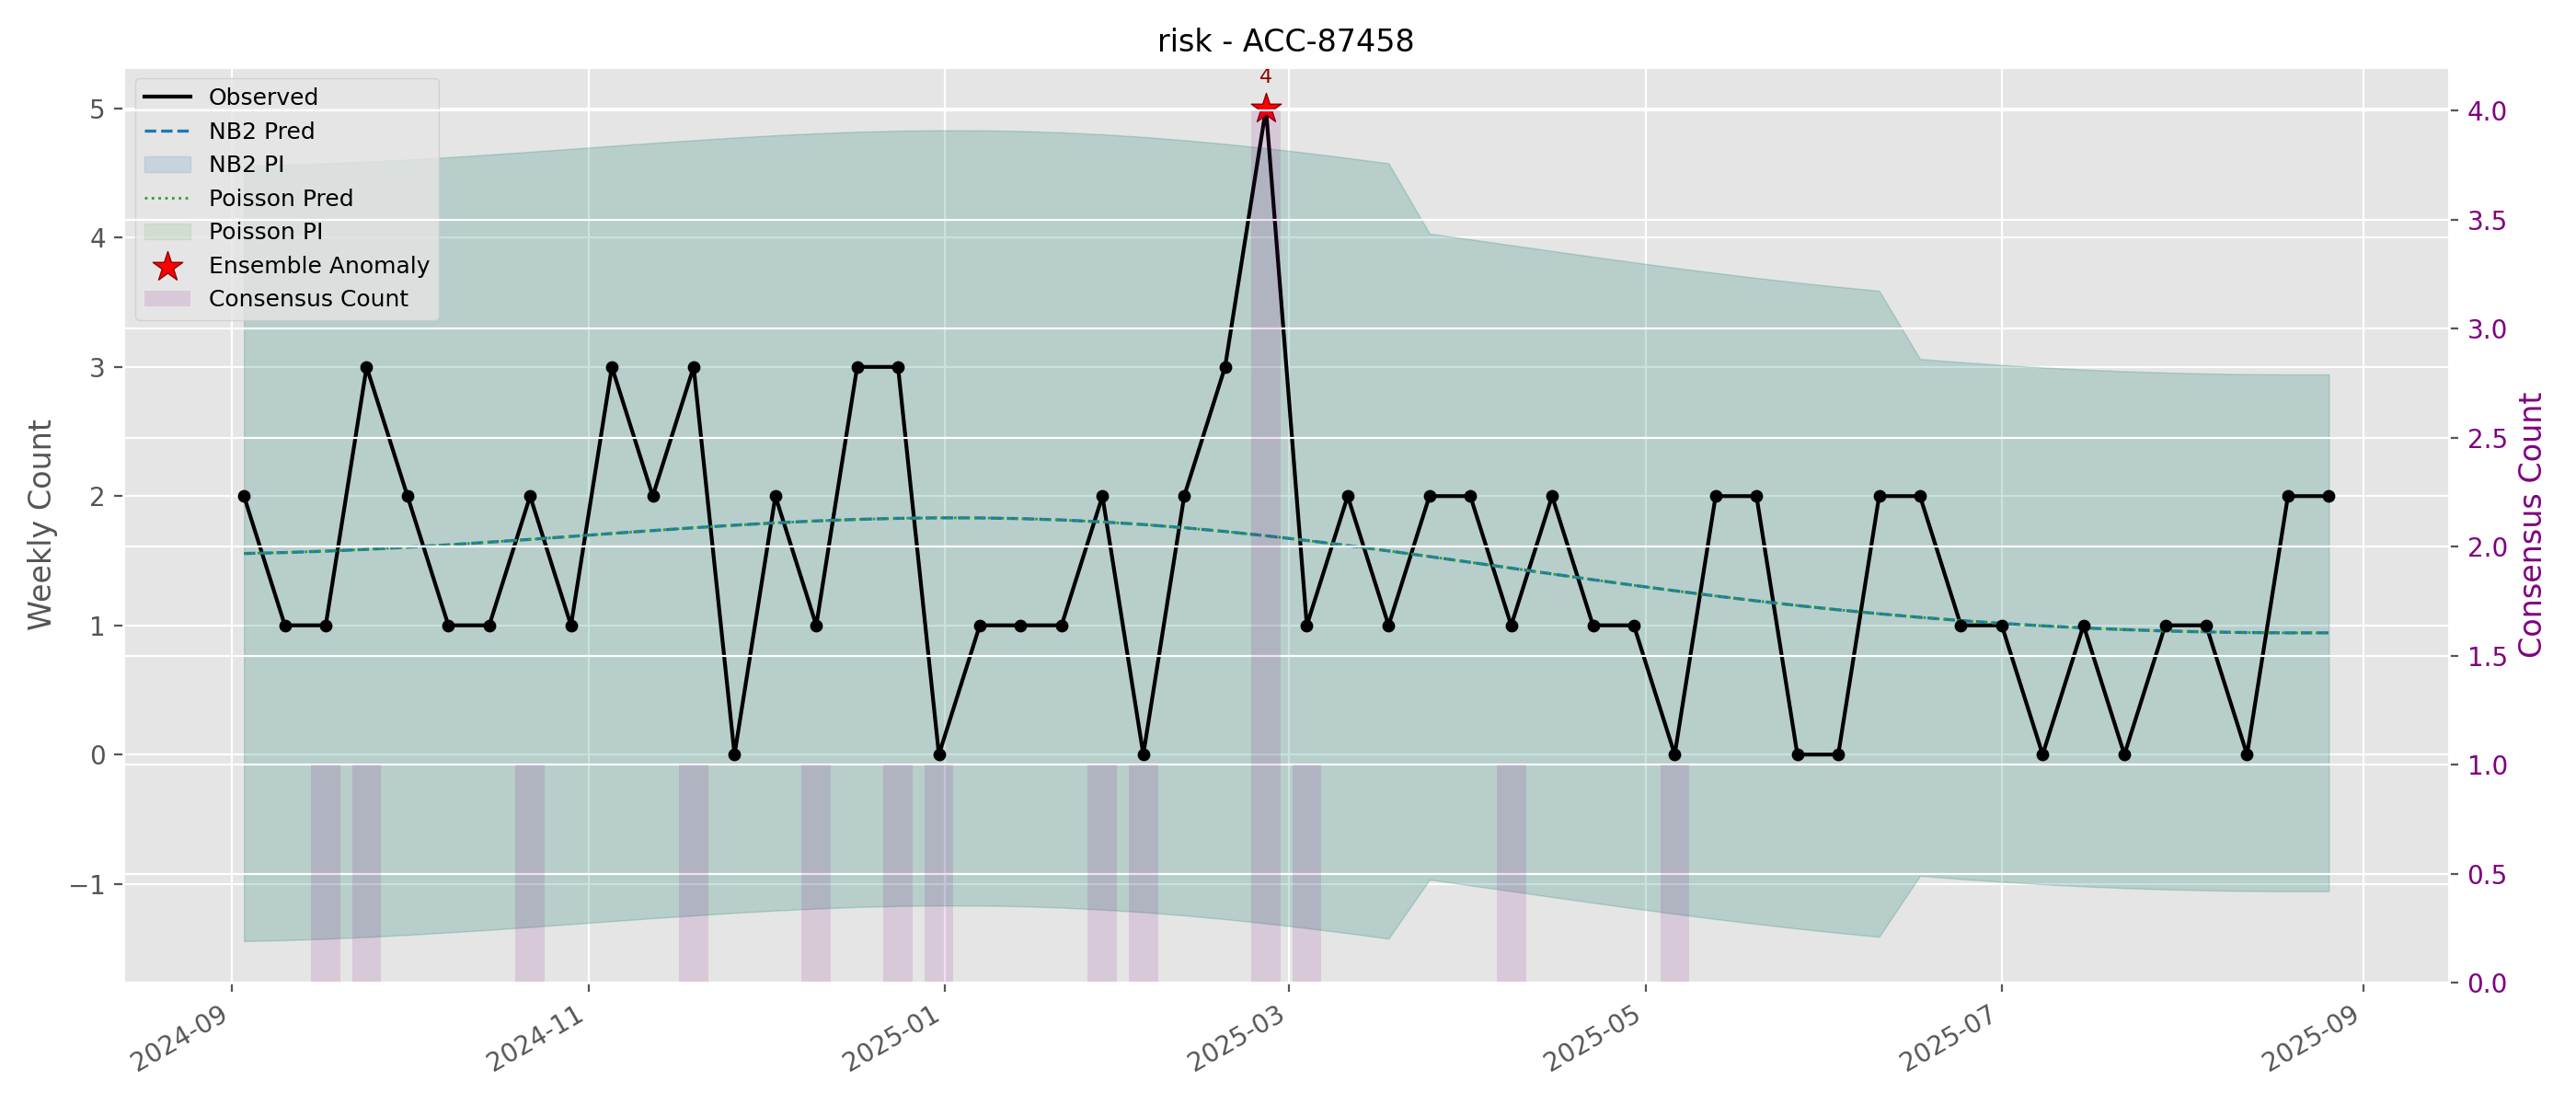 risk - ACC-87458
4
Observed
NB2 Pred
NB2 PI
Poisson Pred
Poisson PI
Ensemble Anomaly
Consensus Count
5
4
3
2
1
0
−1
Weekly Count
4.0
3.5
3.0
2.5
2.0
1.5
1.0
0.5
0.0
Consensus Count
2024-09
2024-11
2025-01
2025-03
2025-05
2025-07
2025-09